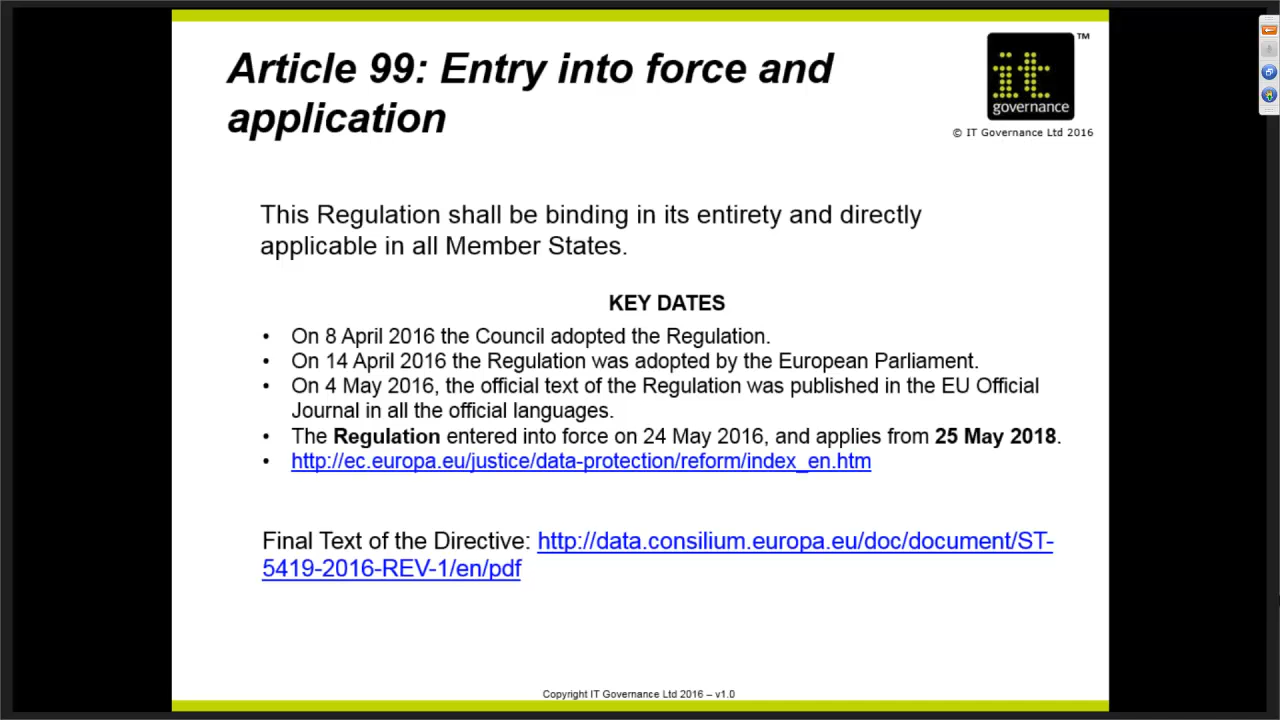 Article 99: Entry into force and
application
it
governance
™
© IT Governance Ltd 2016
This Regulation shall be binding in its entirety and directly
applicable in all Member States.
KEY DATES
• On 8 April 2016 the Council adopted the Regulation.
• On 14 April 2016 the Regulation was adopted by the European Parliament.
• On 4 May 2016, the official text of the Regulation was published in the EU Official
Journal in all the official languages.
• The Regulation entered into force on 24 May 2016, and applies from 25 May 2018.
• http://ec.europa.eu/justice/data-protection/reform/index_en.htm
Final Text of the Directive: http://data.consilium.europa.eu/doc/document/ST-
5419-2016-REV-1/en/pdf
Copyright IT Governance Ltd 2016 – v1.0